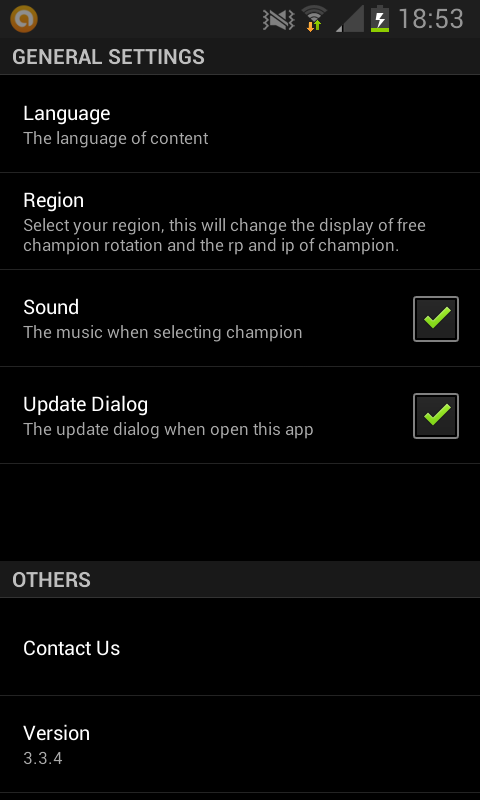 18:53
GENERAL SETTINGS
Language
The language of content
Region
Select your region, this will change the display of free
champion rotation and the rp and ip of champion.
Sound
The music when selecting champion
Update Dialog
The update dialog when open this app
OTHERS
Contact Us
Version
3.3.4